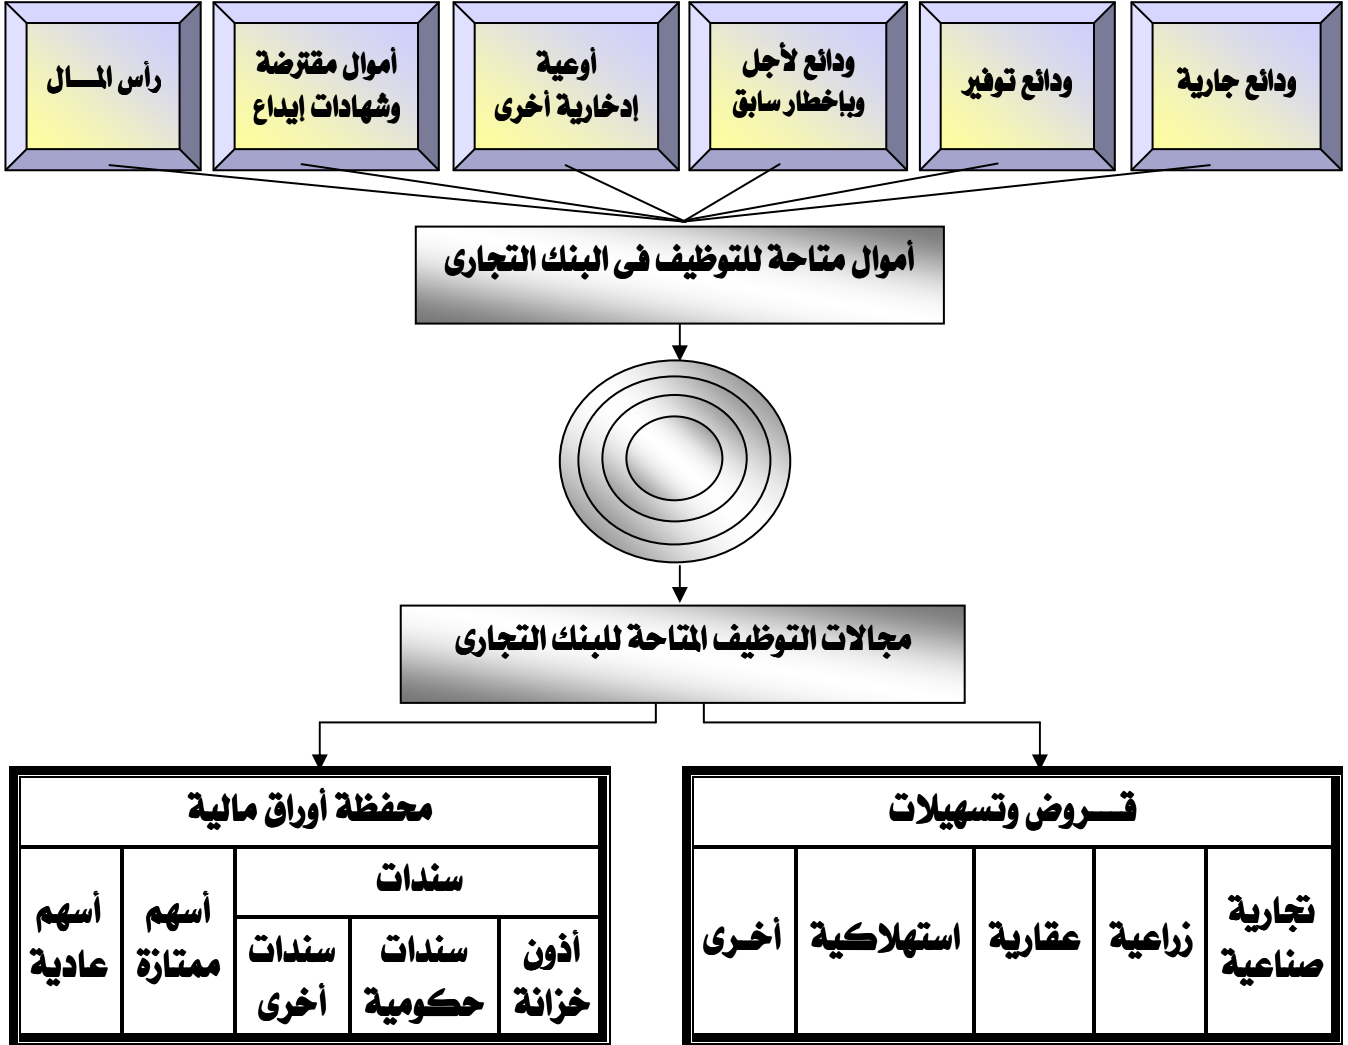 ودائع جارية
ودائع توفير
ودائع لأجل
وبإخطار سابق
أوعية
إدخارية أخرى
أموال مقترضة
وشهادات إيداع
رأس المـــال
أموال متاحة للتوظيف فى البنك التجارى
مجالات التوظيف المتاحة للبنك التجارى
قـــروض وتسهيلات
تجارية
صناعية
زراعية
عقارية
استهلاكية
أخـرى
محفظة أوراق مالية
سندات
أذون
خزانة
سندات
حكومية
سندات
أخرى
أسهم
ممتازة
أسهم
عادية